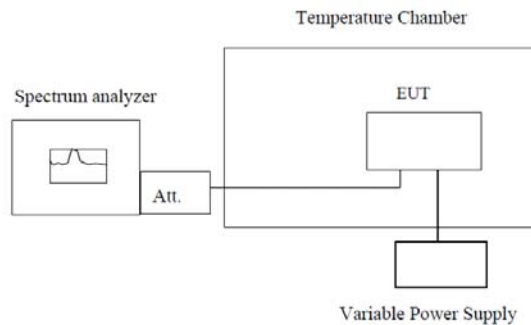 Temperature Chamber
Spectrum analyzer
EUT
Att.
Variable Power Supply